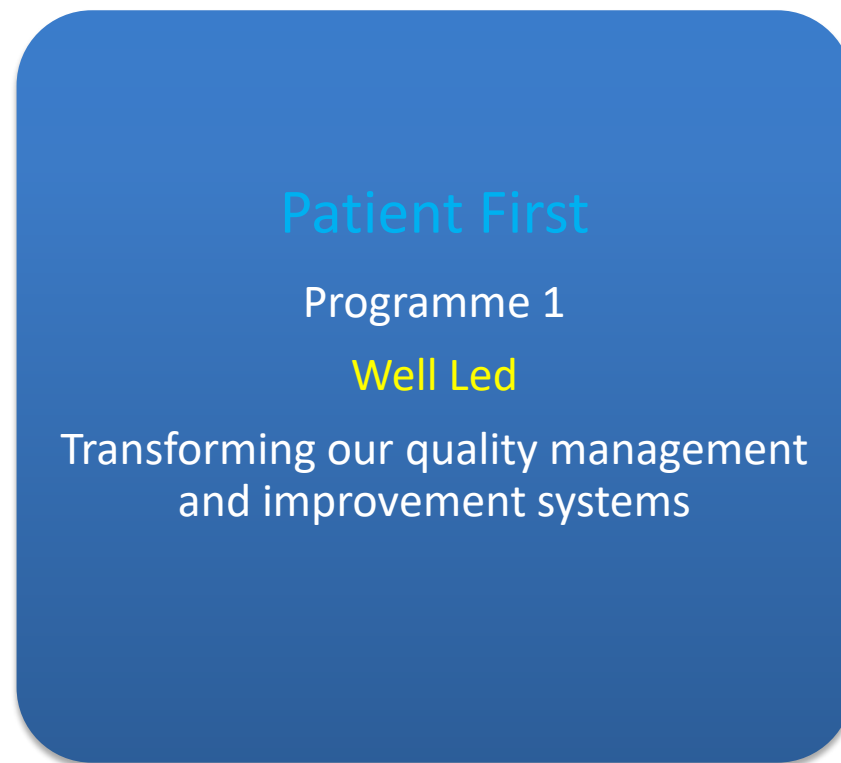 Patient First
Programme 1
Well Led
Transforming our quality management
and improvement systems